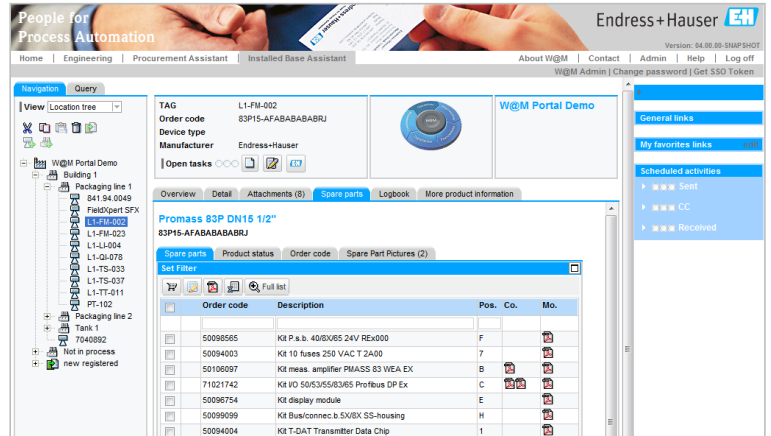 People for
Process Automation
Endress+Hauser EH
Version: 04.00.00-SNAPSHOT
Home | Engineering | Procurement Assistant | Installed Base Assistant
About W@M | Contact | Admin | Help | Log off
W@M Admin | Change password | Get SSO Token
Navigation Query
View Location tree
W@M Portal Demo
Building 1
Packaging line 1
841.94.0049
FieldXpert SFX
L1-FM-002
L1-FM-023
L1-LI-004
L1-QI-078
L1-TS-033
L1-TS-037
L1-TT-011
PT-102
Packaging line 2
Tank 1
7040892
Not in process
new registered
TAG L1-FM-002
Order code 83P15-AFABABABABRJ
Device type
Manufacturer Endress+Hauser
Open tasks
W@M Portal Demo
Overview Detail Attachments (8) Spare parts Logbook More product information
Promass 83P DN15 1/2"
83P15-AFABABABABRJ
Spare parts Product status Order code Spare Part Pictures (2)
Set Filter
Full list
Order code Description Pos. Co. Mo.
50098565 Kit P.s.b. 40/8X/65 24V REx000 F
50094003 Kit 10 fuses 250 VAC T 2A00 7
50106097 Kit meas. amplifier PMASS 83 WEA EX B
71021742 Kit I/O 50/53/55/83/65 Profibus DP Ex C
50096754 Kit display module E
50099099 Kit Bus/connec.b.5X/8X SS-housing H
50094004 Kit T-DAT Transmitter Data Chip 1
General links
My favorites links edit
Scheduled activities
Sent
CC
Received